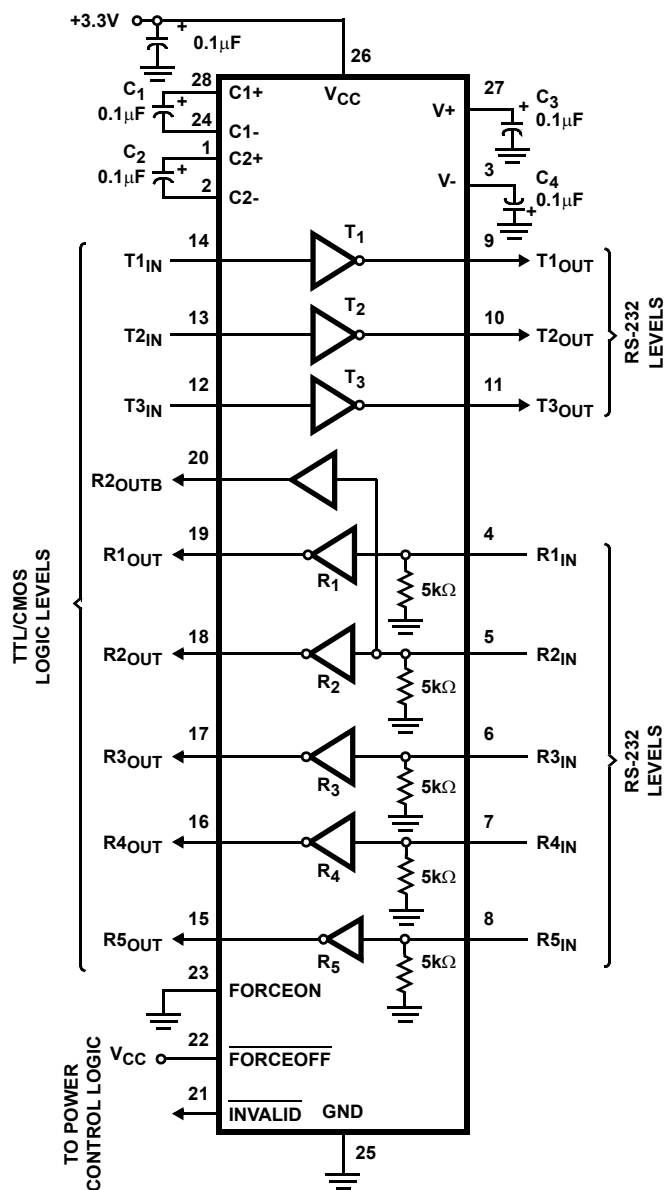 +3.3V
+
0.1μF
26
28
C1
0.1μF
+
24
C1+
C1-
VCC
V+
27
+
C3
0.1μF
1
C2
0.1μF
+
2
C2+
C2-
V-
3
C4
0.1μF
+
T1IN
14
T1
9
T1OUT
T2IN
13
T2
10
T2OUT
T3IN
12
T3
11
T3OUT
RS-232
LEVELS
R2OUTB
20
R1OUT
19
R1
5kΩ
4
R1IN
R2OUT
18
R2
5kΩ
5
R2IN
R3OUT
17
R3
5kΩ
6
R3IN
R4OUT
16
R4
5kΩ
7
R4IN
R5OUT
15
R5
5kΩ
8
R5IN
TTL/CMOS
LOGIC LEVELS
RS-232
LEVELS
23
FORCEON
VCC
22
FORCEOFF
21
INVALID
GND
25
TO POWER
CONTROL LOGIC